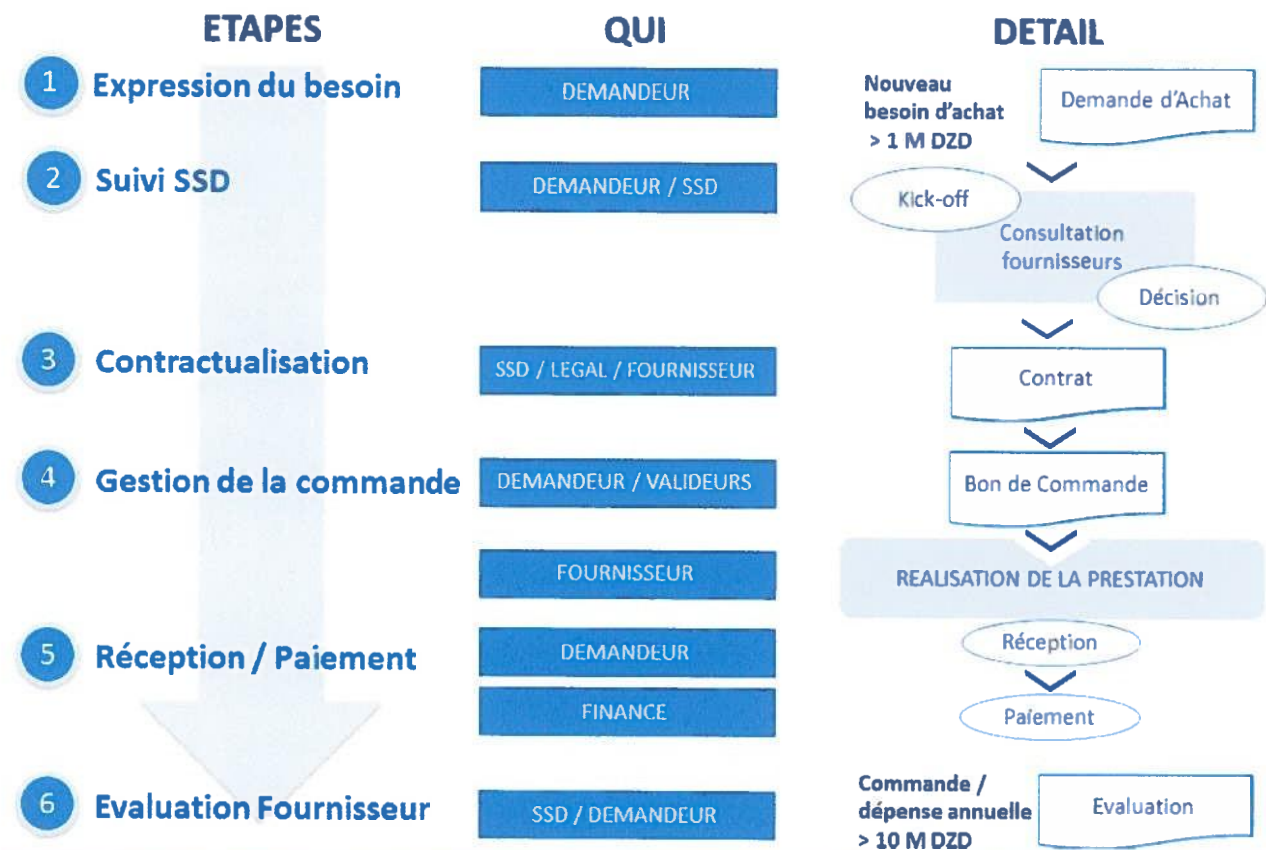 ETAPES
QUI
DETAIL
1
Expression du besoin
DEMANDEUR
Nouveau
besoin d'achat
> 1 M DZD
Demande d'Achat
2
Suivi SSD
DEMANDEUR / SSD
Kick-off
Consultation
fournisseurs
Décision
3
Contractualisation
SSD / LEGAL / FOURNISSEUR
Contrat
4
Gestion de la commande
DEMANDEUR / VALIDEURS
Bon de Commande
FOURNISSEUR
REALISATION DE LA PRESTATION
5
Réception / Paiement
DEMANDEUR
Réception
FINANCE
Paiement
6
Evaluation Fournisseur
SSD / DEMANDEUR
Commande /
dépense annuelle
> 10 M DZD
Evaluation